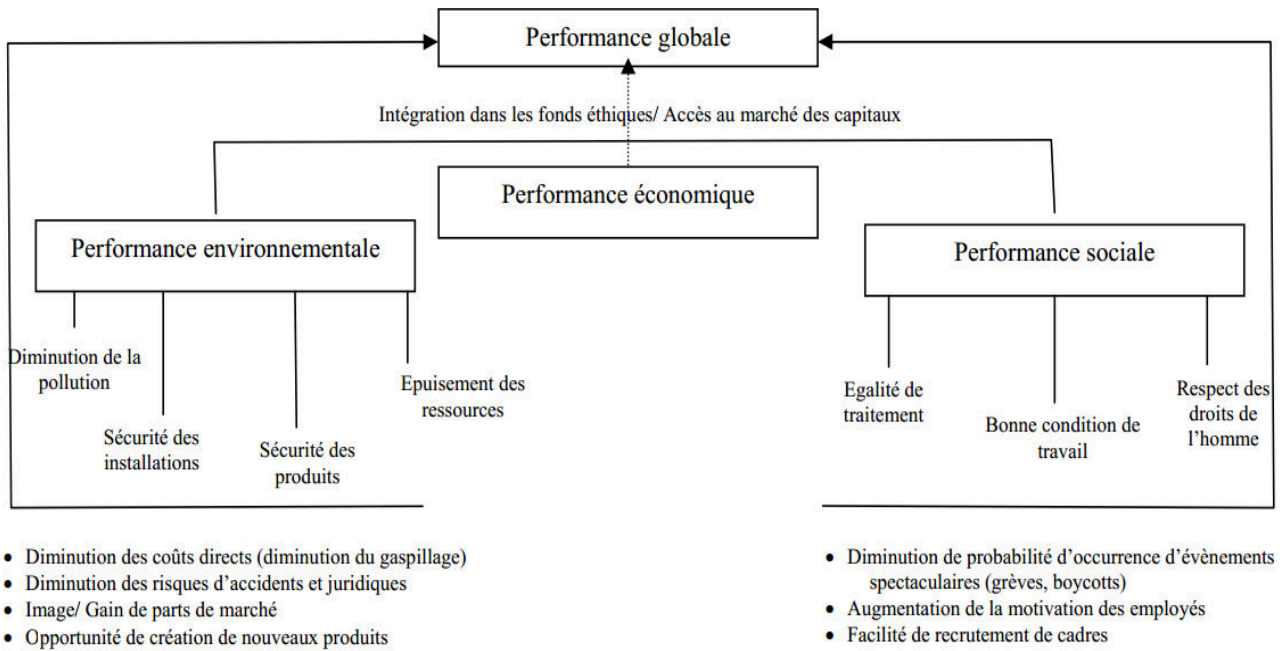 Performance globale
Intégration dans les fonds éthiques/ Accès au marché des capitaux
Performance économique
Performance environnementale
Performance sociale
Diminution de la
pollution
Sécurité des
installations
Sécurité des
produits
Epuisement des
ressources
Egalité de
traitement
Bonne condition de
travail
Respect des
droits de
l’homme
• Diminution des coûts directs (diminution du gaspillage)
• Diminution des risques d’accidents et juridiques
• Image/ Gain de parts de marché
• Opportunité de création de nouveaux produits
• Diminution de probabilité d’occurrence d’évènements
spectaculaires (grèves, boycotts)
• Augmentation de la motivation des employés
• Facilité de recrutement de cadres